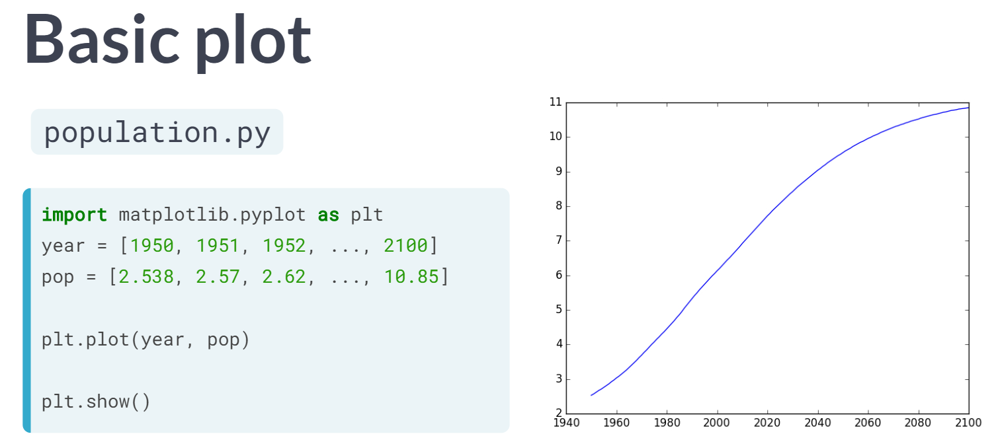 Basic plot
population.py
import matplotlib.pyplot as plt
year = [1950, 1951, 1952, ..., 2100]
pop = [2.538, 2.57, 2.62, ..., 10.85]
plt.plot(year, pop)
plt.show()
11
10
9
8
7
6
5
4
3
2
1940 1960 1980 2000 2020 2040 2060 2080 2100